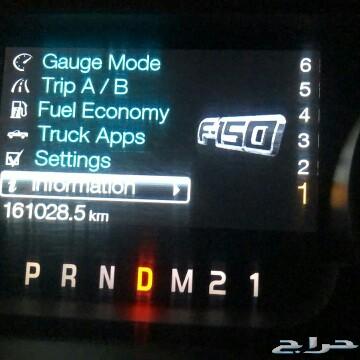 Gauge Mode 6
Trip A / B 5
Fuel Economy 4
F-150
Truck Apps 3
Settings 2
Information 1
161028.5 km
P R N D M 2 1
حراج